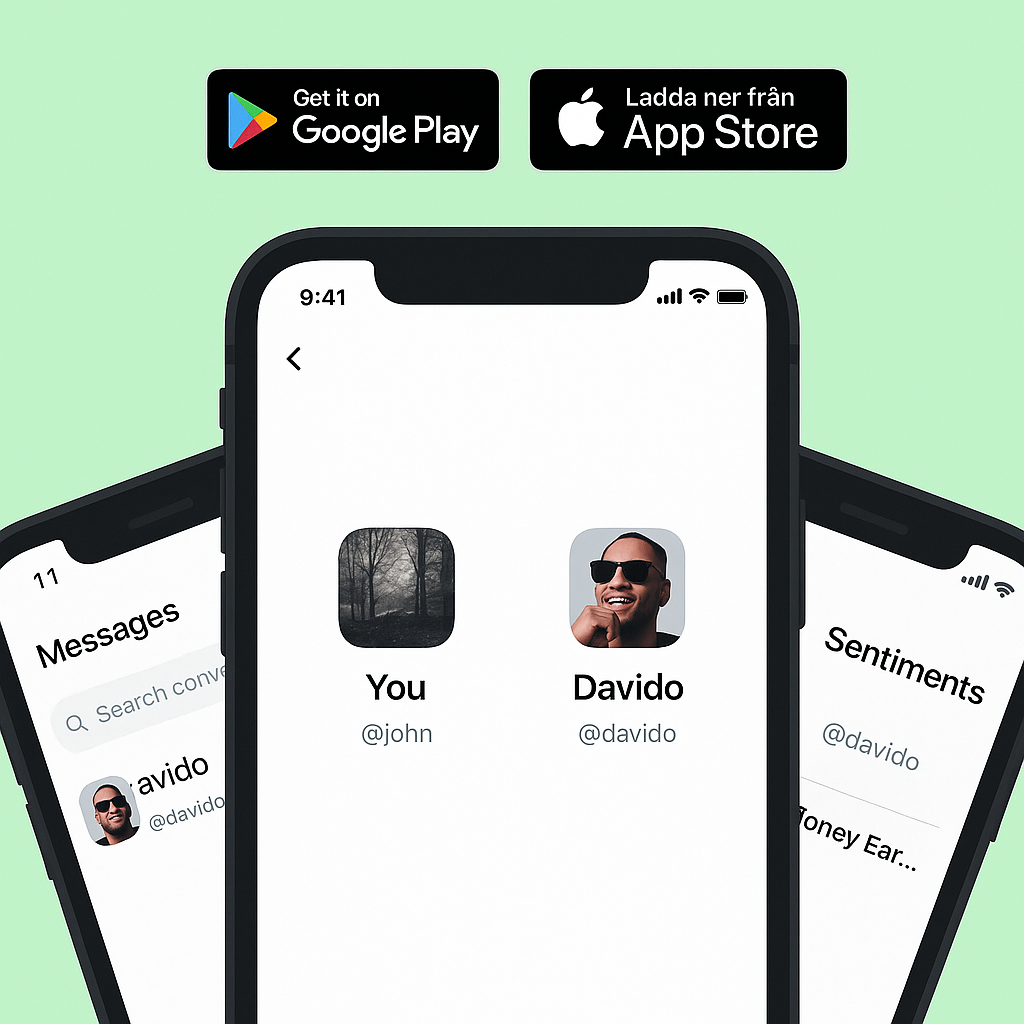 Get it on
Google Play
Ladda ner från
App Store
9:41
You
@john
Davido
@davido
11
Messages
Search conve
avido
@davido
Sentiments
@davido
Money Ear...